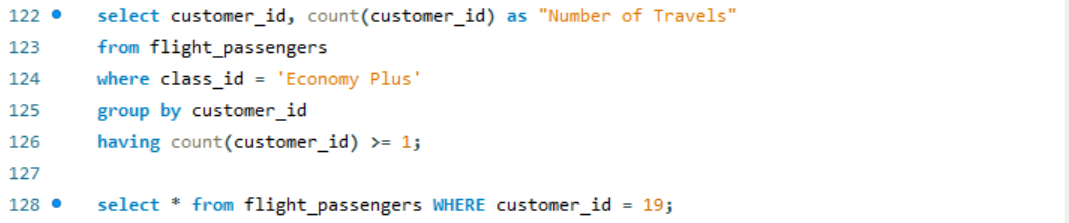 122 select customer_id, count(customer_id) as "Number of Travels"
123 from flight_passengers
124 where class_id = 'Economy Plus'
125 group by customer_id
126 having count(customer_id) >= 1;
127
128 select * from flight_passengers WHERE customer_id = 19;